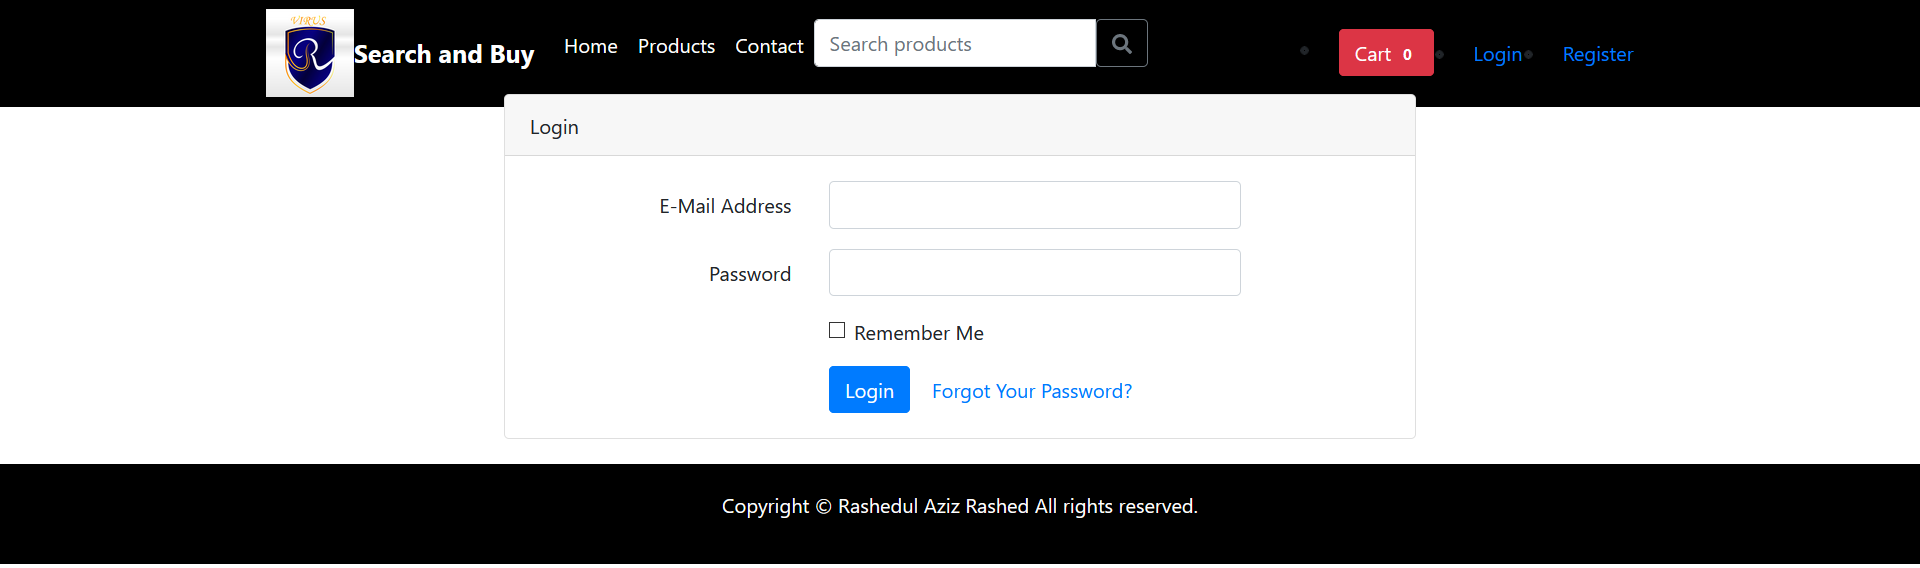 VIRUS
R
Search and Buy Home Products Contact Search products Cart 0 Login Register
Login
E-Mail Address
Password
Remember Me
Login Forgot Your Password?
Copyright © Rashedul Aziz Rashed All rights reserved.